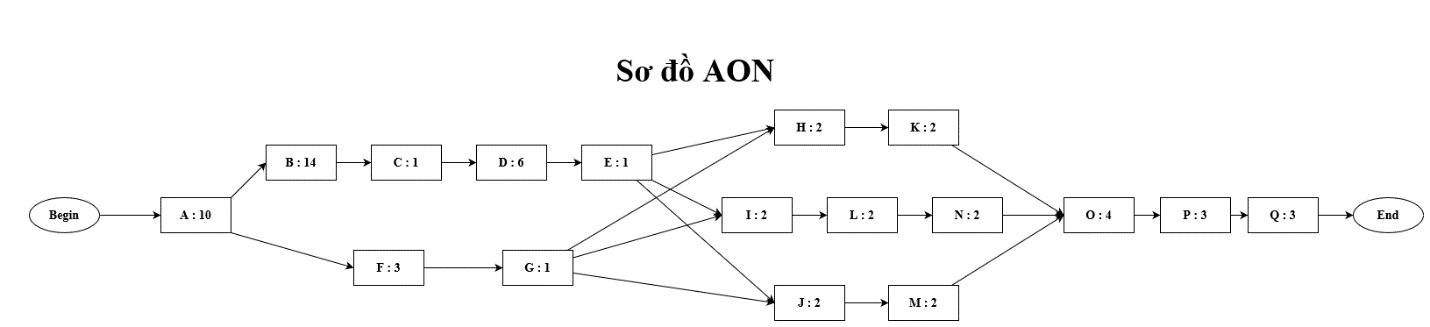 Sơ đồ AON
H : 2
K : 2
B : 14
C : 1
D : 6
E : 1
Begin
A : 10
I : 2
L : 2
N : 2
O : 4
P : 3
Q : 3
End
F : 3
G : 1
J : 2
M : 2